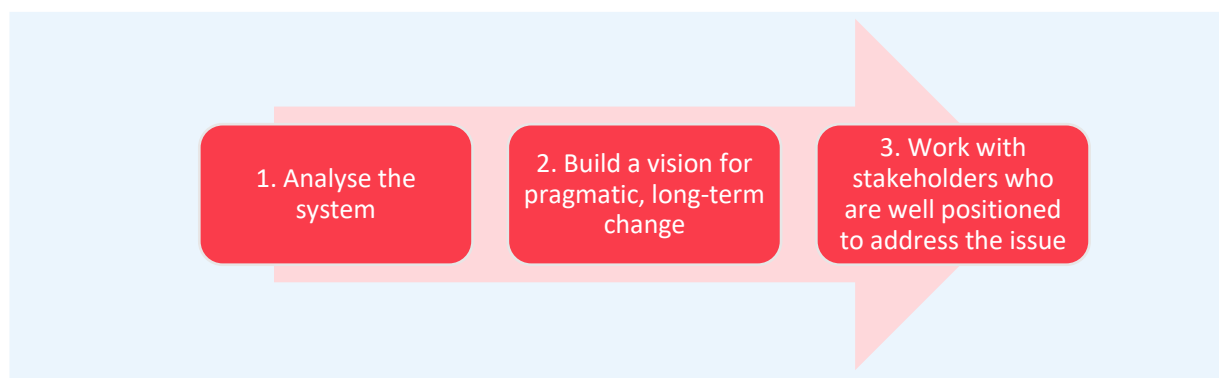 1. Analyse the
system
2. Build a vision for
pragmatic, long-term
change
3. Work with
stakeholders who
are well positioned
to address the issue